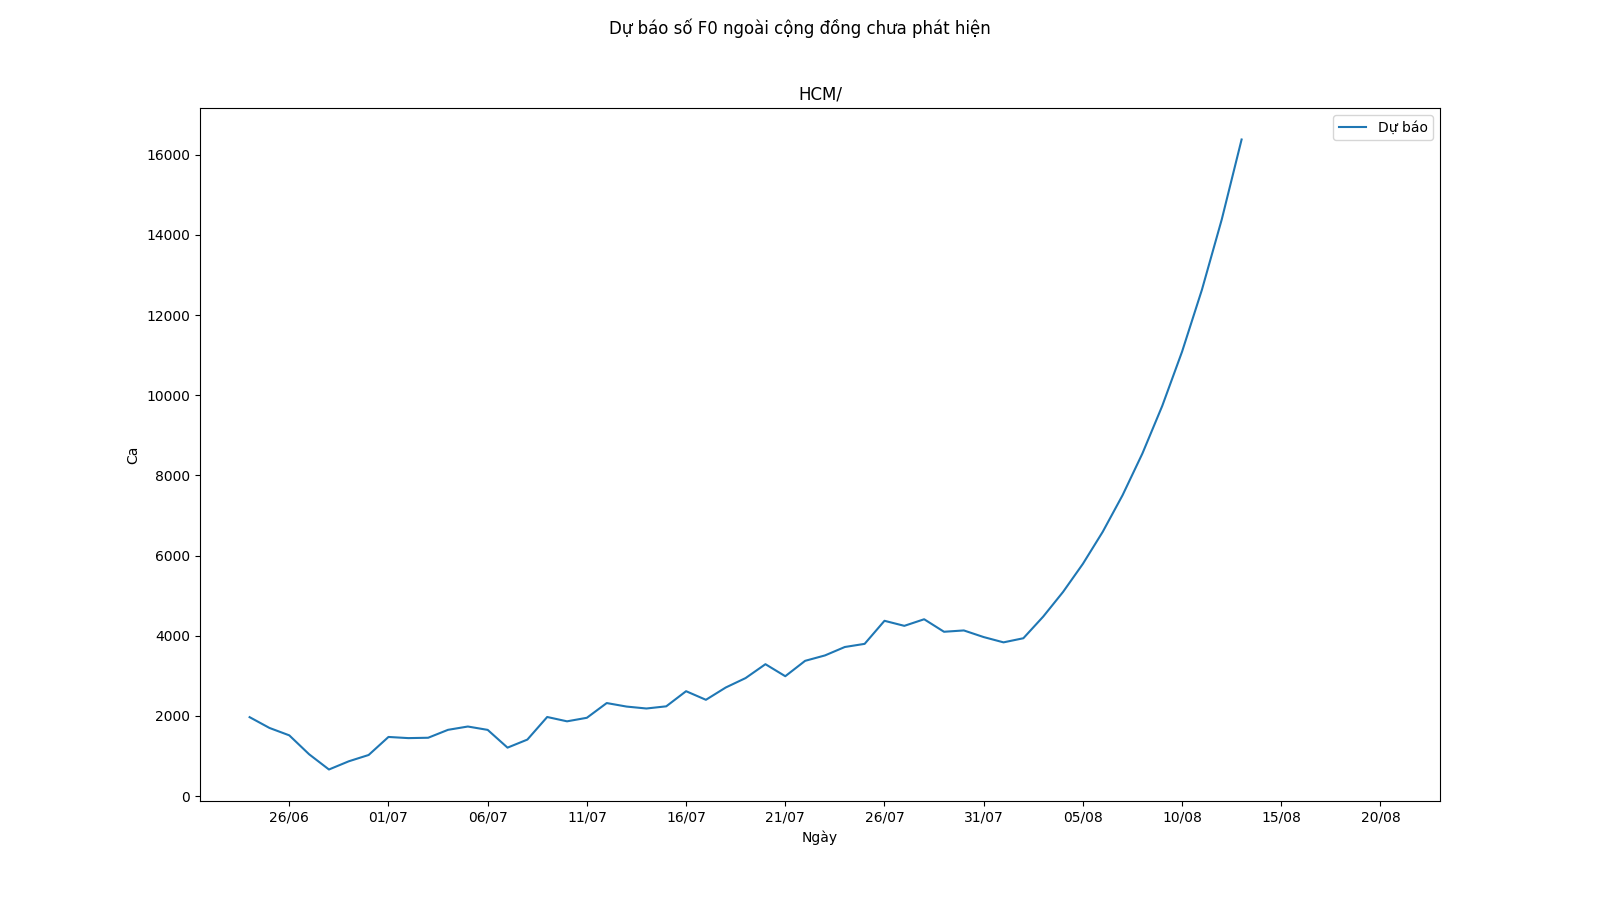 Dự báo số F0 ngoài cộng đồng chưa phát hiện
HCM/
Dự báo
16000
14000
12000
10000
8000
6000
4000
2000
0
Ca
26/06 01/07 06/07 11/07 16/07 21/07 26/07 31/07 05/08 10/08 15/08 20/08
Ngày